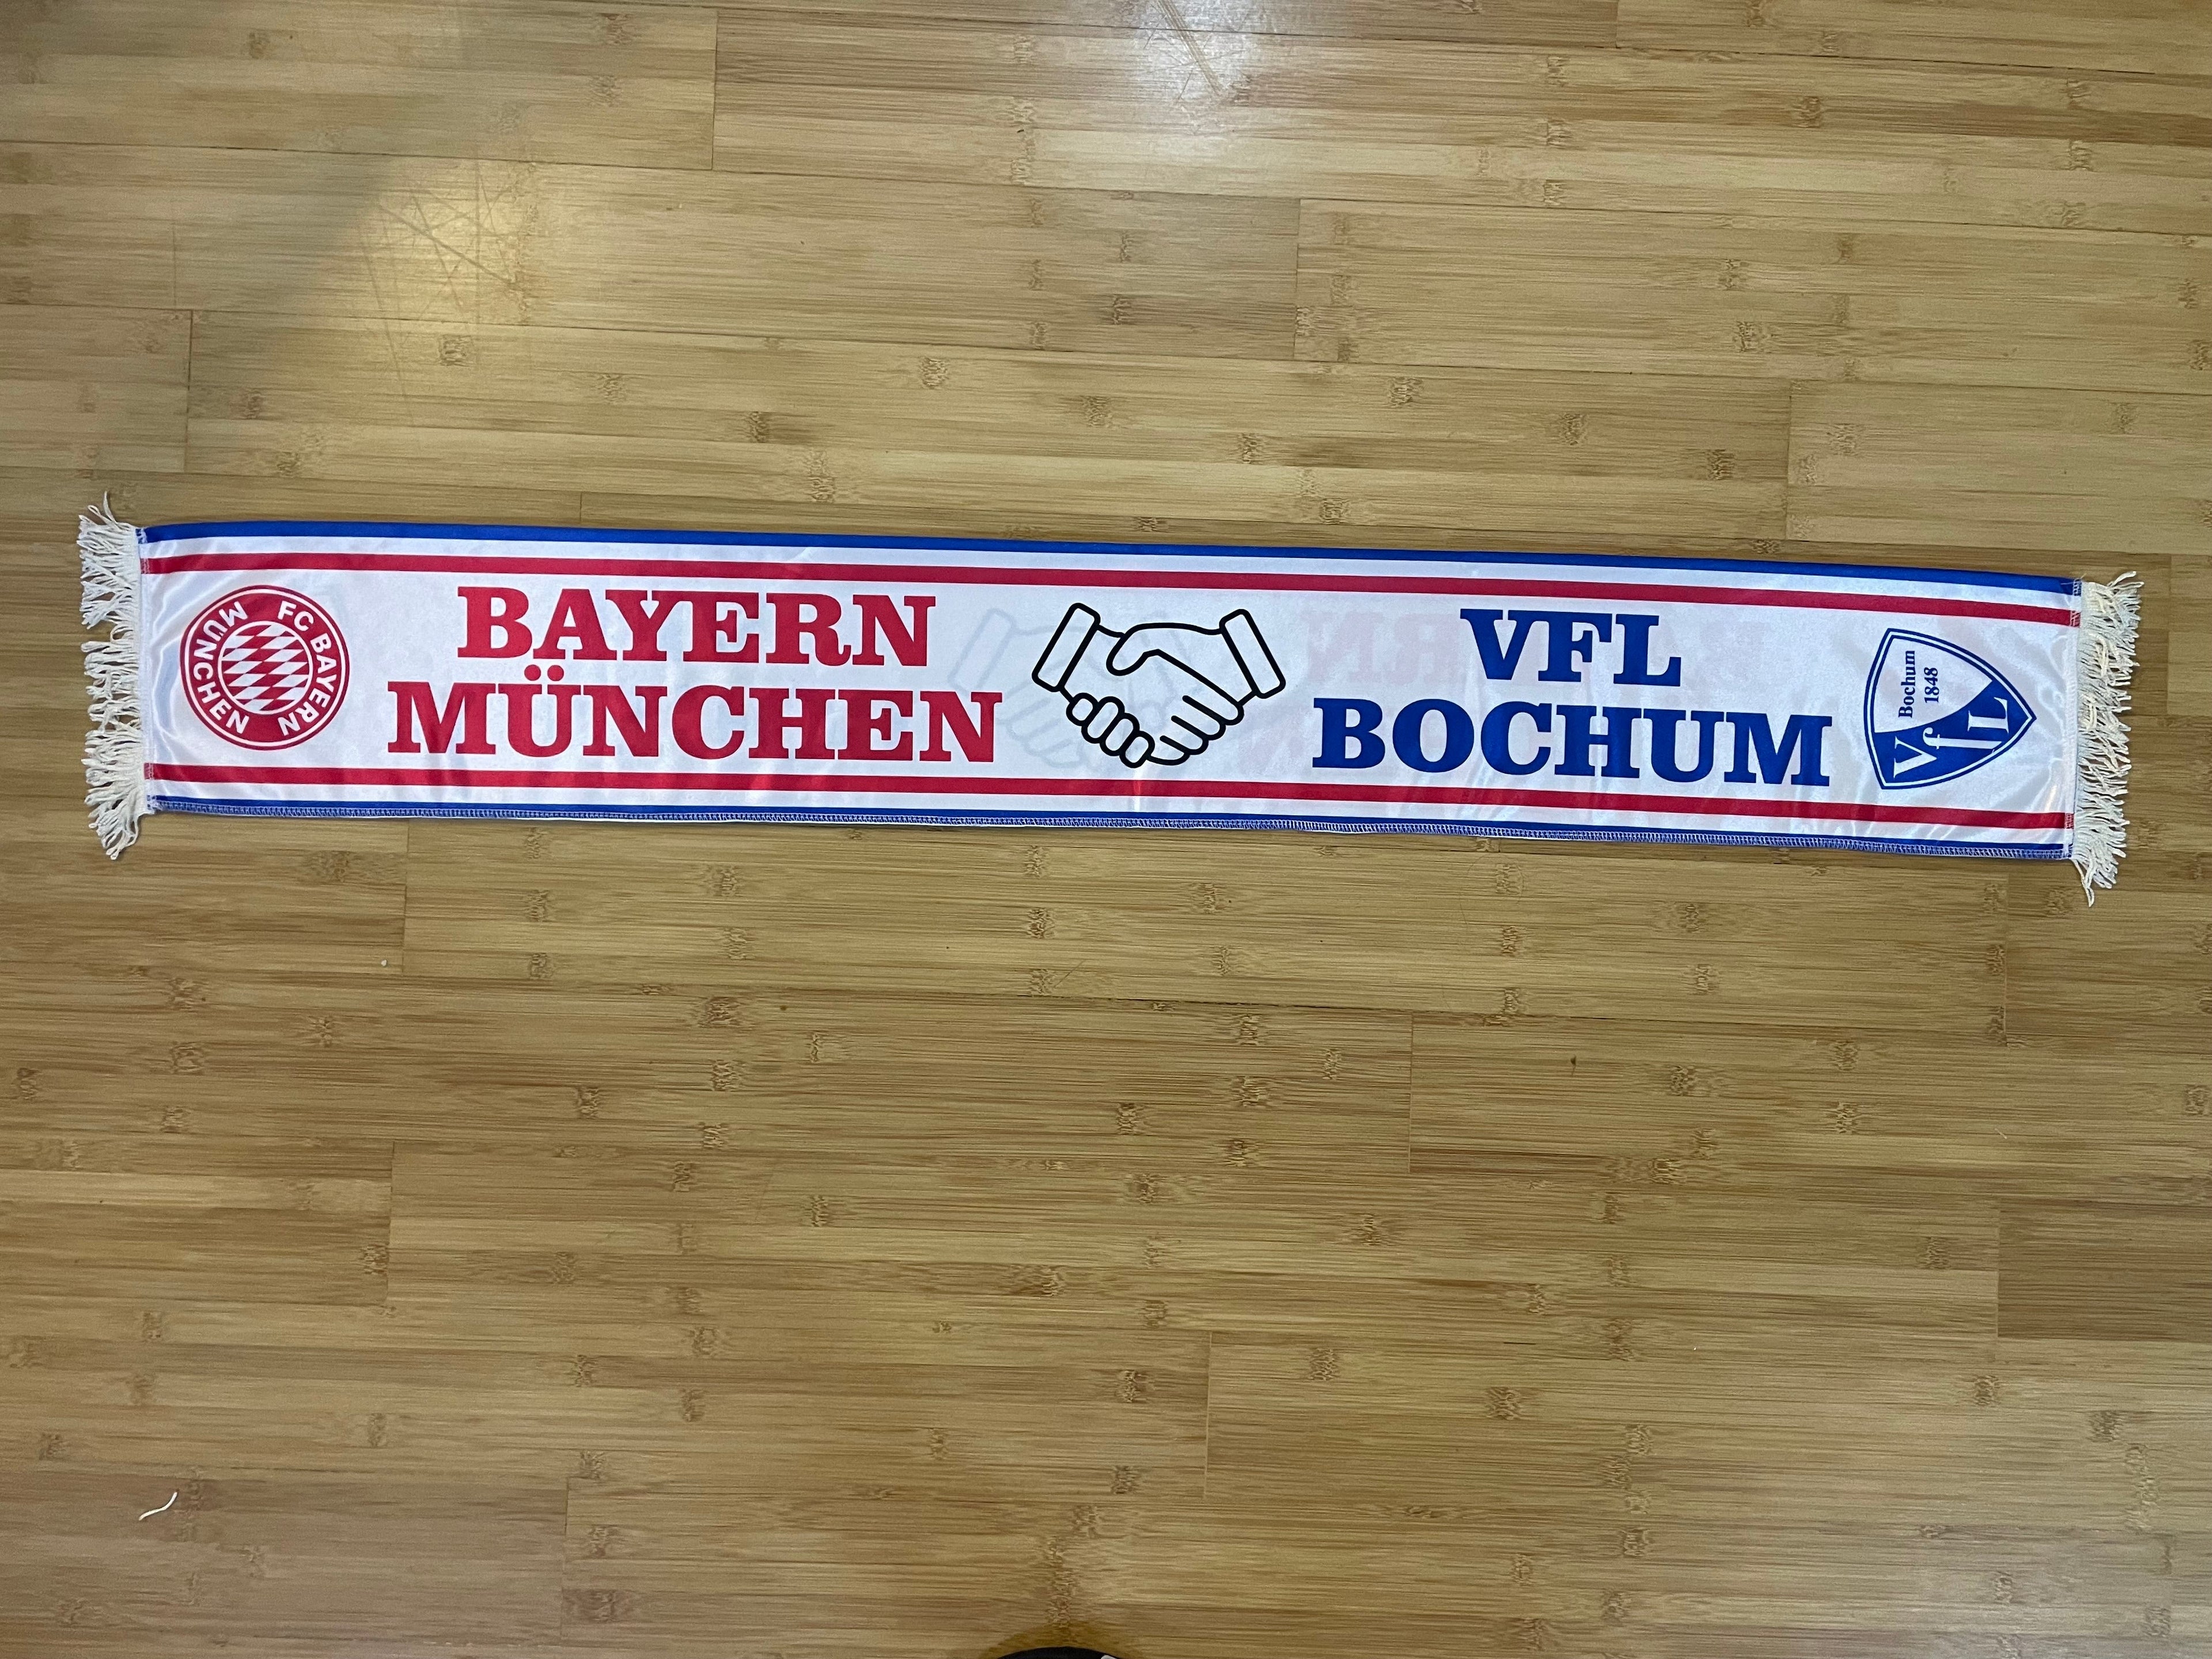 FC BAYERN
MÜNCHEN
BAYERN
MÜNCHEN
VFL
BOCHUM
Bochum
1848
VfL